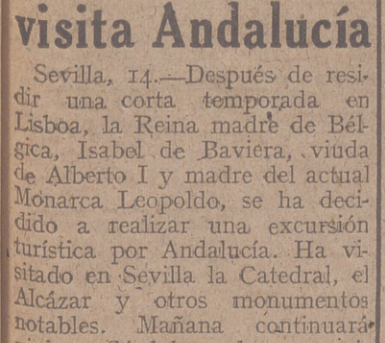 visita Andalucía
Sevilla, 14.—Después de resi-
dir una corta temporada en
Lisboa, la Reina madre de Bél-
gica, Isabel de Baviera, viuda
de Alberto I y madre del actual
Monarca Leopoldo, se ha deci-
dido a realizar una excursión
turística por Andalucía. Ha vi-
sitado en Sevilla la Catedral, el
Alcázar y otros monumentos
notables. Mañana continuará